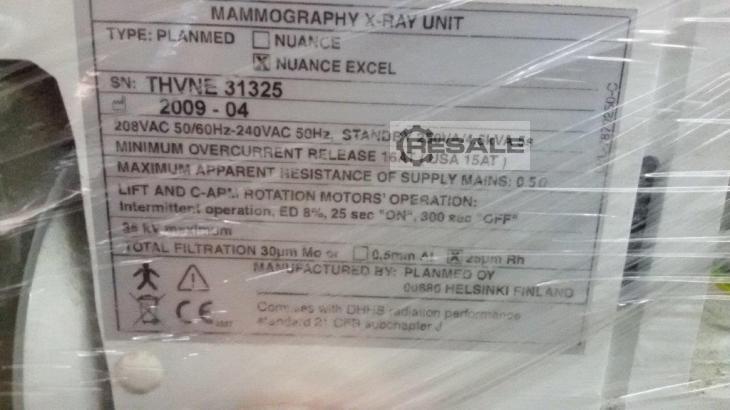 MAMMOGRAPHY X-RAY UNIT
TYPE: PLANMED NUANCE
NUANCE EXCEL
SN: THVNE 31325
2009 - 04
208VAC 50/60Hz-240VAC 50Hz, STANDBY
RESALE
MINIMUM OVERCURRENT RELEASE 16A (USA 15AT)
MAXIMUM APPARENT RESISTANCE OF SUPPLY MAINS: 0.5Ω
LIFT AND C-ARM ROTATION MOTORS' OPERATION:
Intermittent operation, ED 8%, 25 sec "ON", 300 sec "OFF"
35 kV maximum
TOTAL FILTRATION 30µm Mo or 0,5mm Al 25µm Rh
MANUFACTURED BY: PLANMED OY
00880 HELSINKI FINLAND
CE
Complies with DHHS radiation performance
standard 21 CFR subchapter J